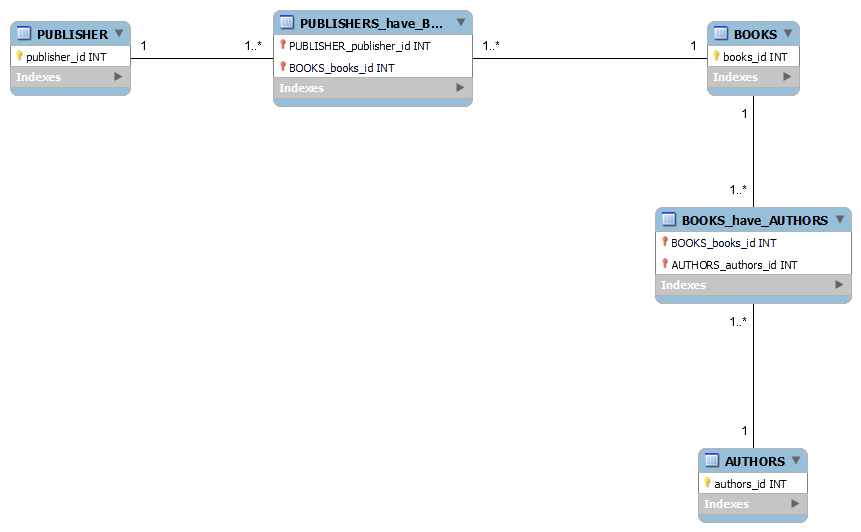 PUBLISHER
publisher_id INT
Indexes
1
1..*
PUBLISHERS_have_B...
PUBLISHER_publisher_id INT
BOOKS_books_id INT
Indexes
1..*
1
BOOKS
books_id INT
Indexes
1
1..*
BOOKS_have_AUTHORS
BOOKS_books_id INT
AUTHORS_authors_id INT
Indexes
1..*
1
AUTHORS
authors_id INT
Indexes